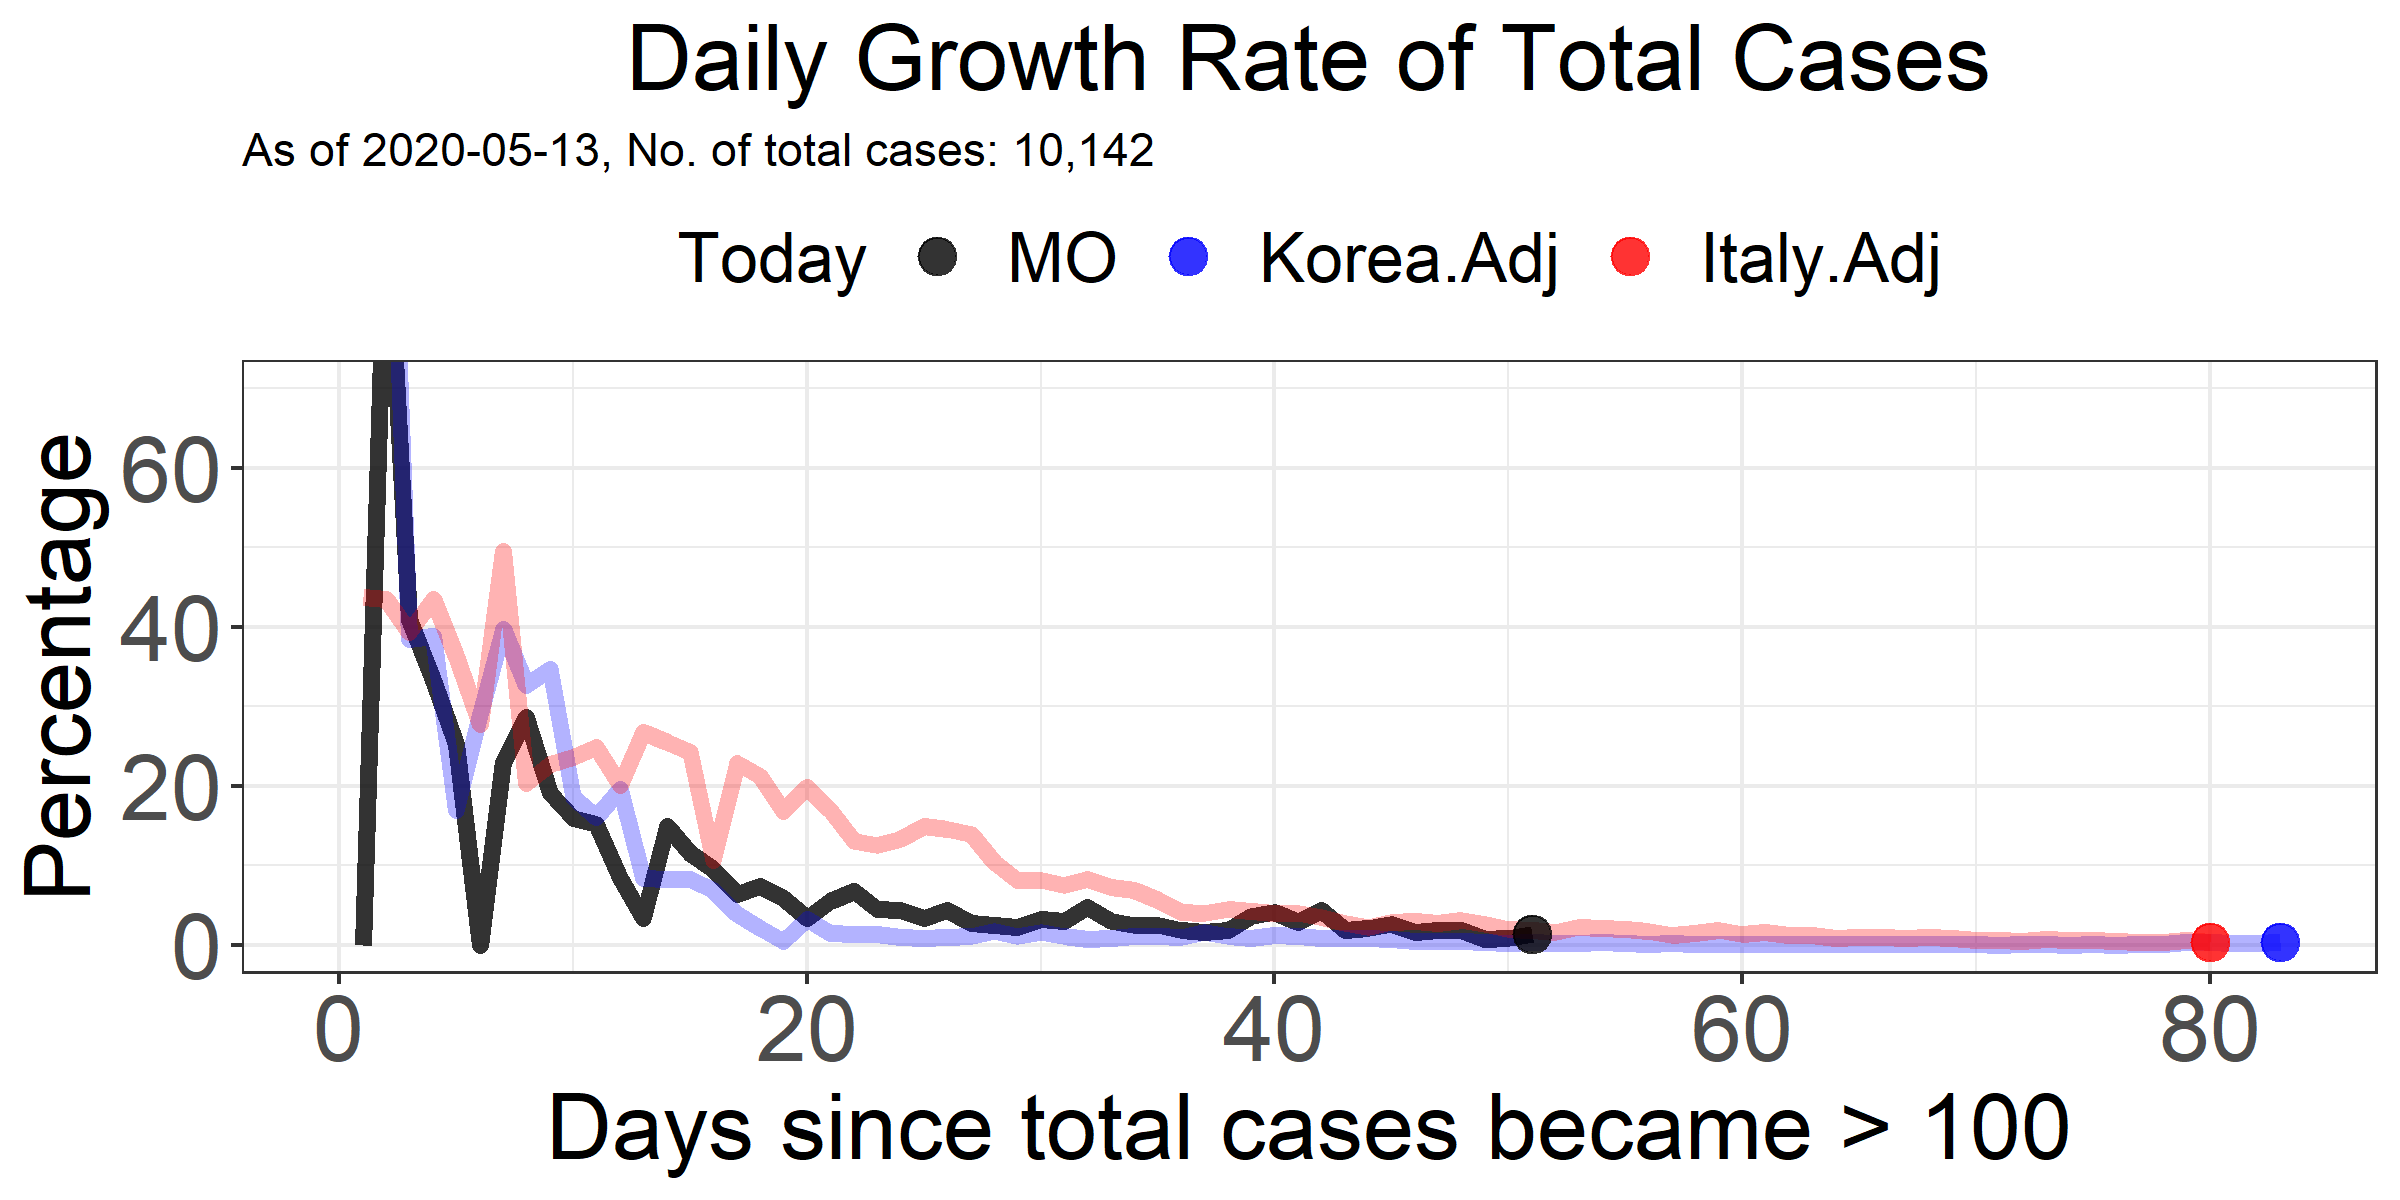 Daily Growth Rate of Total Cases
As of 2020-05-13, No. of total cases: 10,142
Today MO Korea.Adj Italy.Adj
Percentage
60
40
20
0
0 20 40 60 80
Days since total cases became > 100